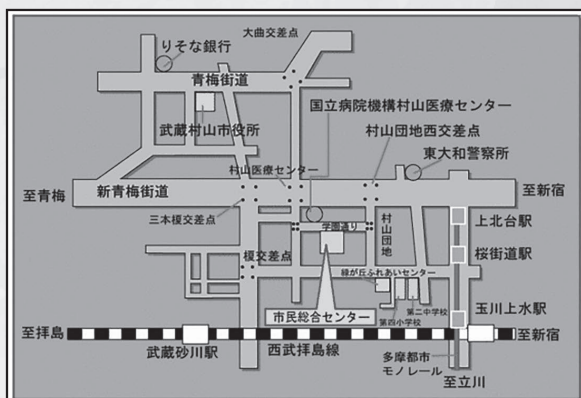 大曲交差点
りそな銀行
青梅街道
国立病院機構村山医療センター
武蔵村山市役所
村山団地西交差点
村山医療センター
東大和警察所
至青梅
新青梅街道
至新宿
三本榎交差点
学園通り
村山団地
上北台駅
榎交差点
桜街道駅
緑が丘ふれあいセンター
市民総合センター
第二中学校
第四小学校
玉川上水駅
至拝島
至新宿
武蔵砂川駅
西武拝島線
多摩都市
モノレール
至立川